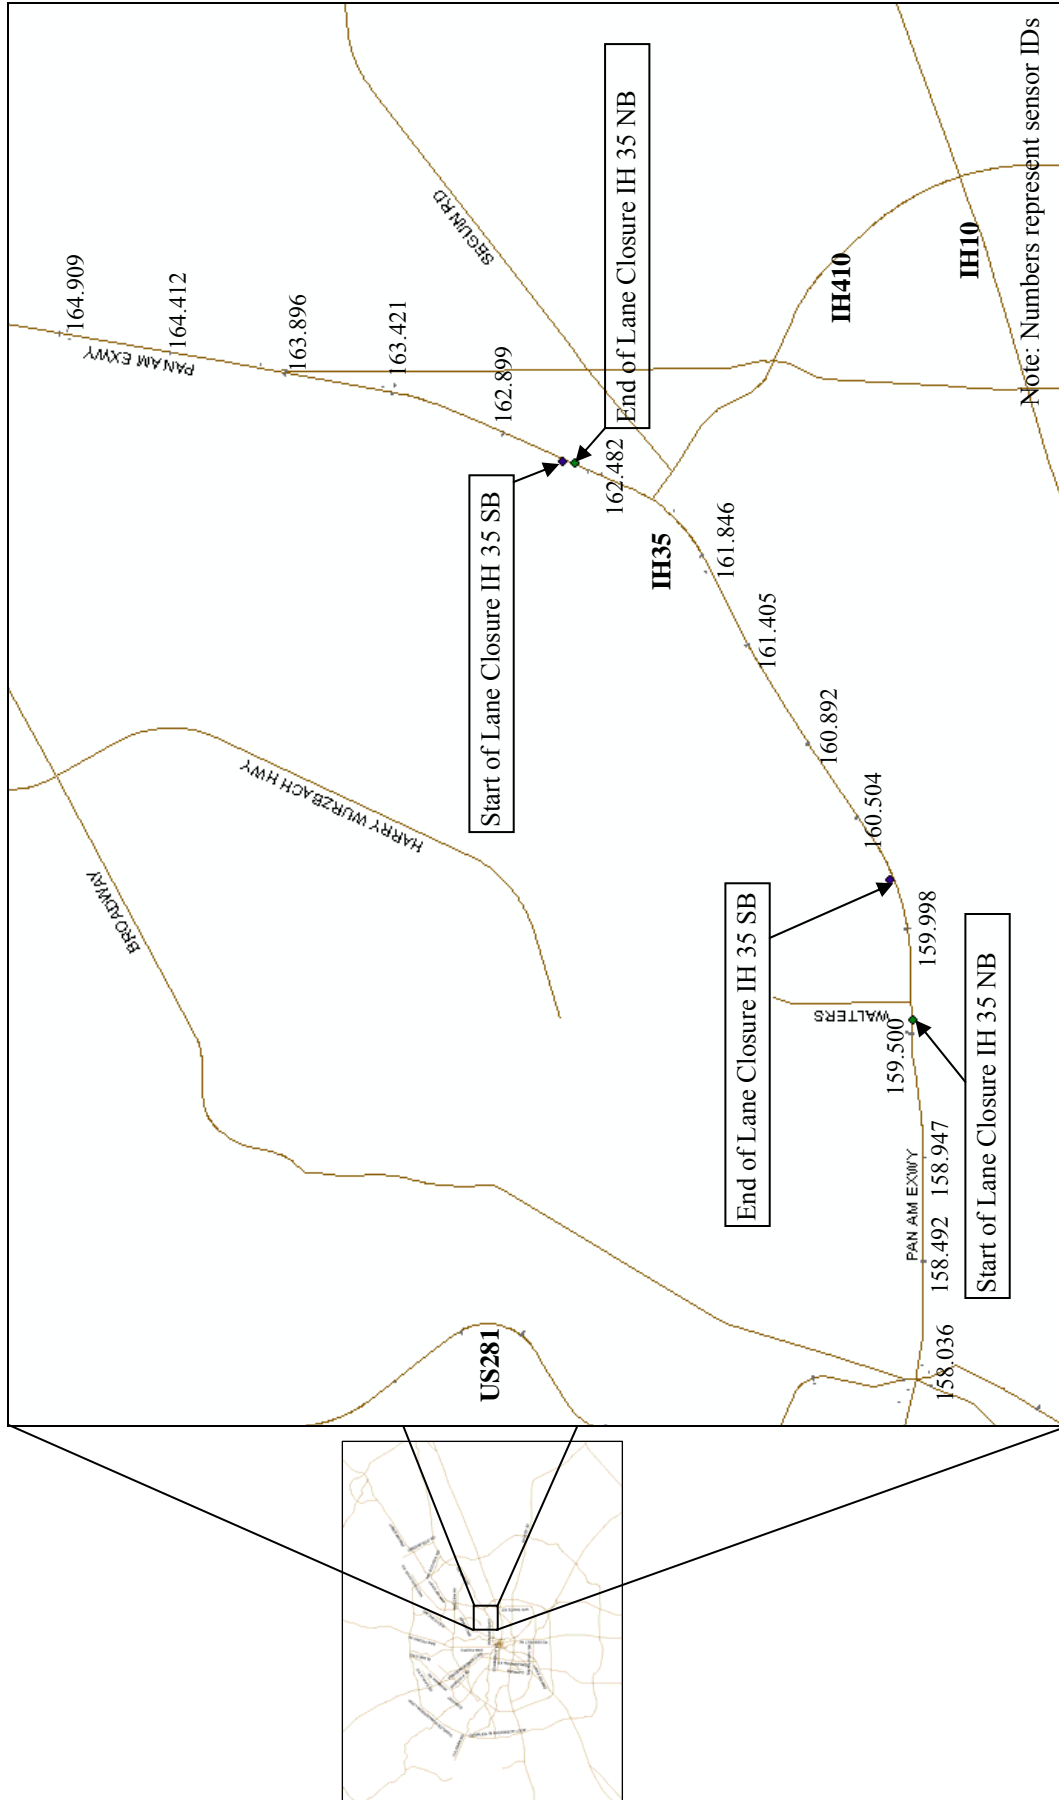 164.909
PAN AM EXWY
164.412
163.896
163.421
SEGUIN RD
End of Lane Closure IH 35 NB
162.899
Start of Lane Closure IH 35 SB
162.482
IH35
161.846
161.405
IH410
IH10
Note: Numbers represent sensor IDs
HARRY WURZBACH HWY
BROADWAY
160.892
160.504
End of Lane Closure IH 35 SB
159.998
WALTERS
159.500
Start of Lane Closure IH 35 NB
158.947
PAN AM EXWY
158.492
158.036
US281